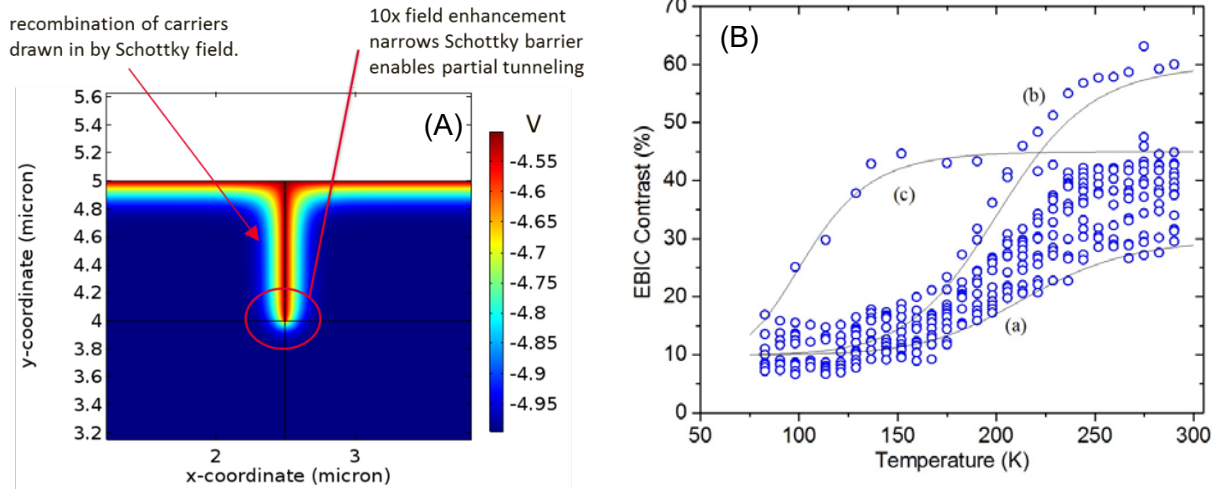 recombination of carriers
drawn in by Schottky field.
10x field enhancement
narrows Schottky barrier
enables partial tunneling
(A)
V
5.6
5.4
5.2
5
4.8
4.6
4.4
4.2
4
3.8
3.6
3.4
3.2
y-coordinate (micron)
2
3
x-coordinate (micron)
-4.55
-4.6
-4.65
-4.7
-4.75
-4.8
-4.85
-4.9
-4.95
(B)
70
60
50
40
30
20
10
0
EBIC Contrast (%)
(b)
(c)
(a)
50
100
150
200
250
300
Temperature (K)